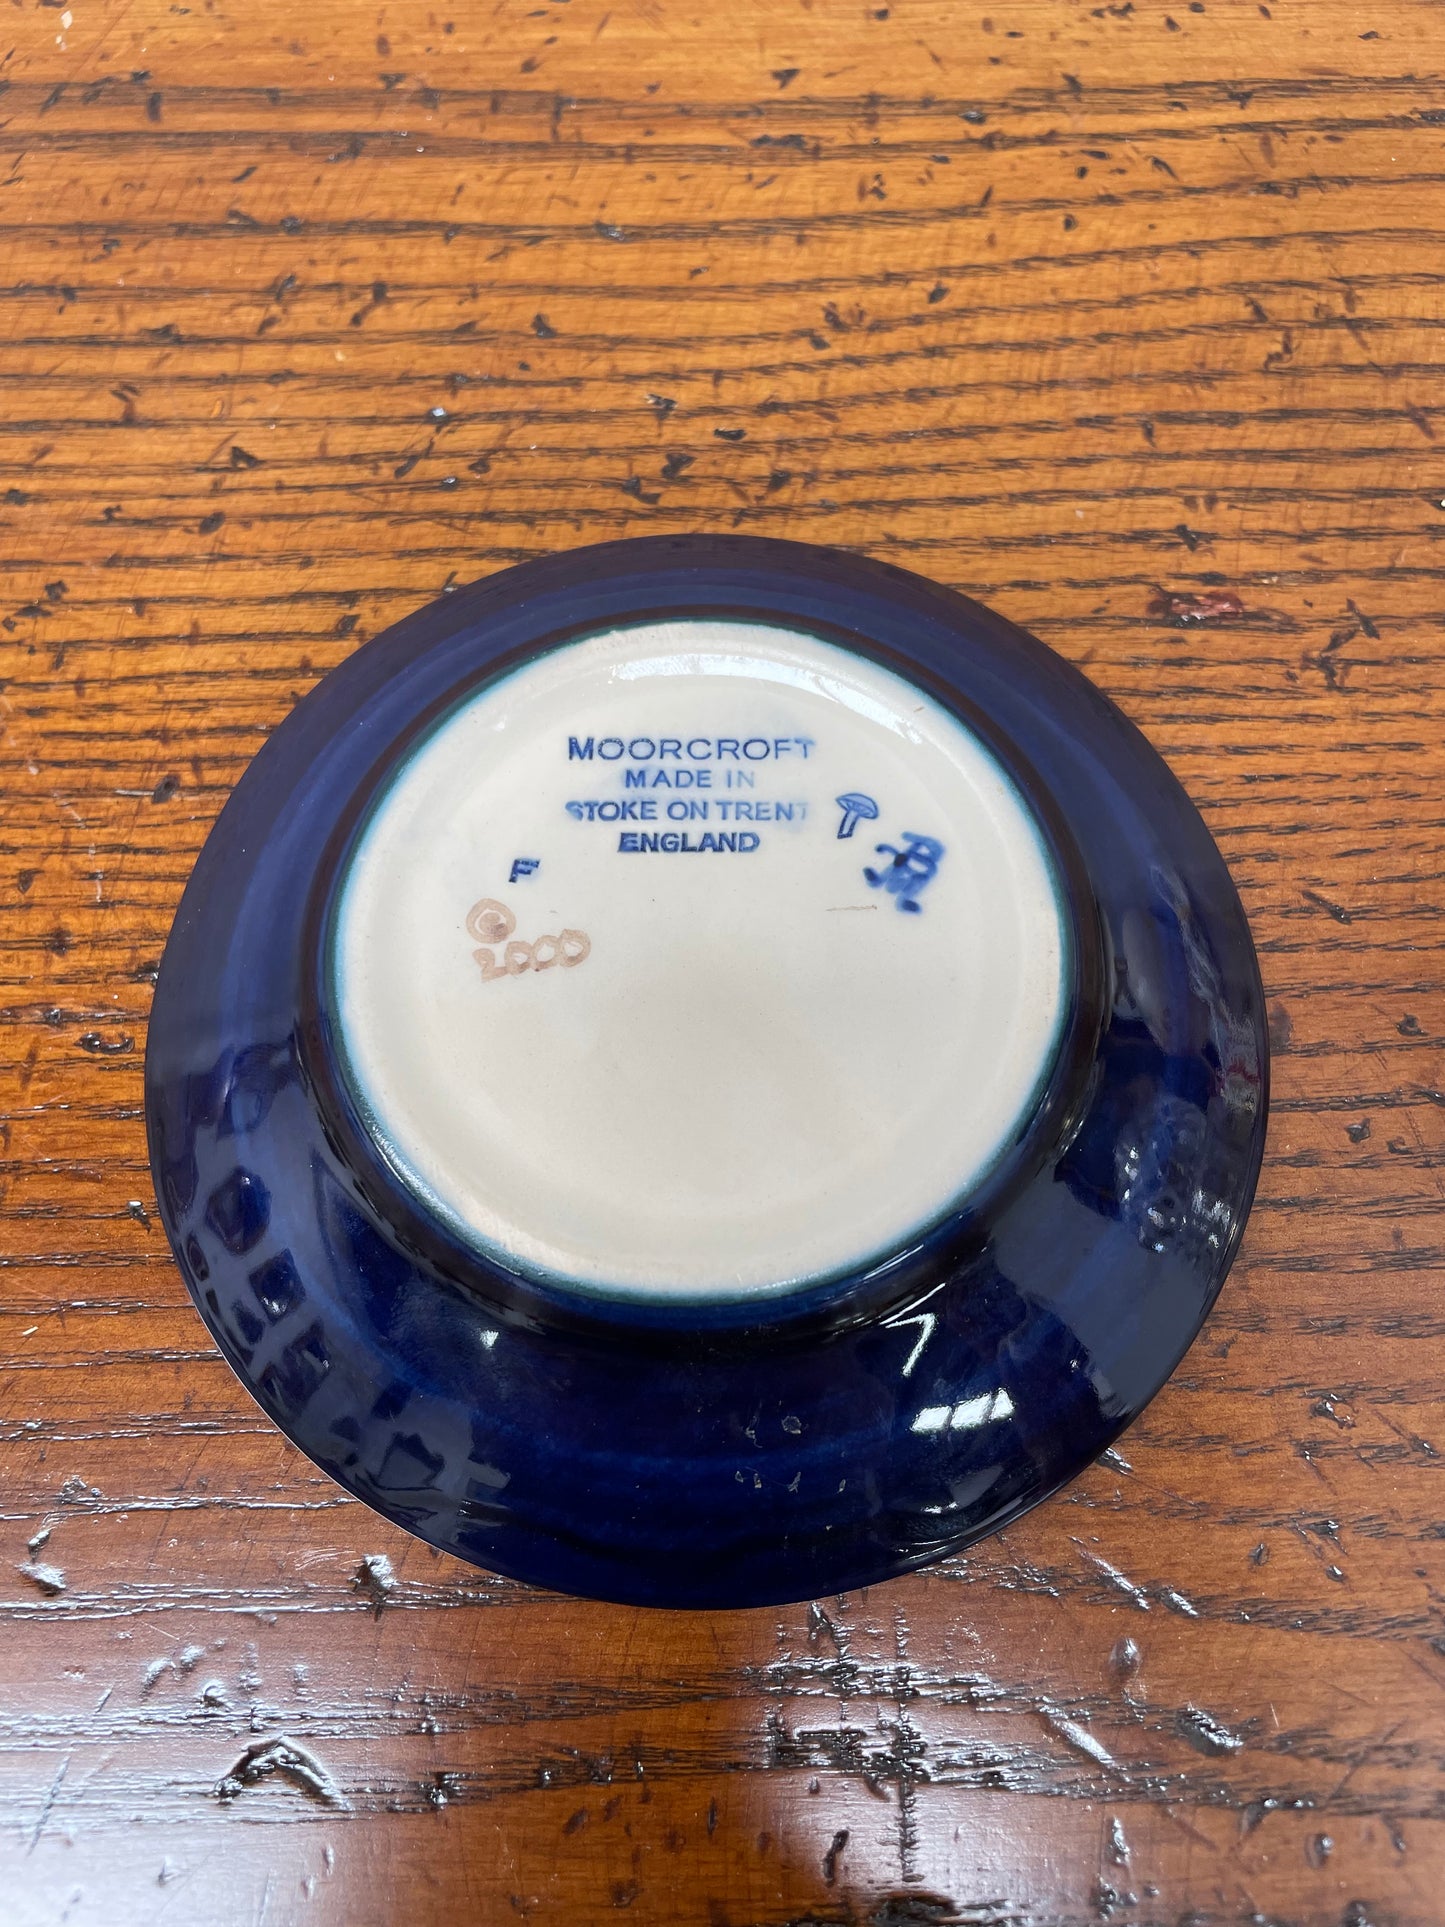 MOORCROFT
MADE IN
STOKE ON TRENT
ENGLAND
F
©
2000